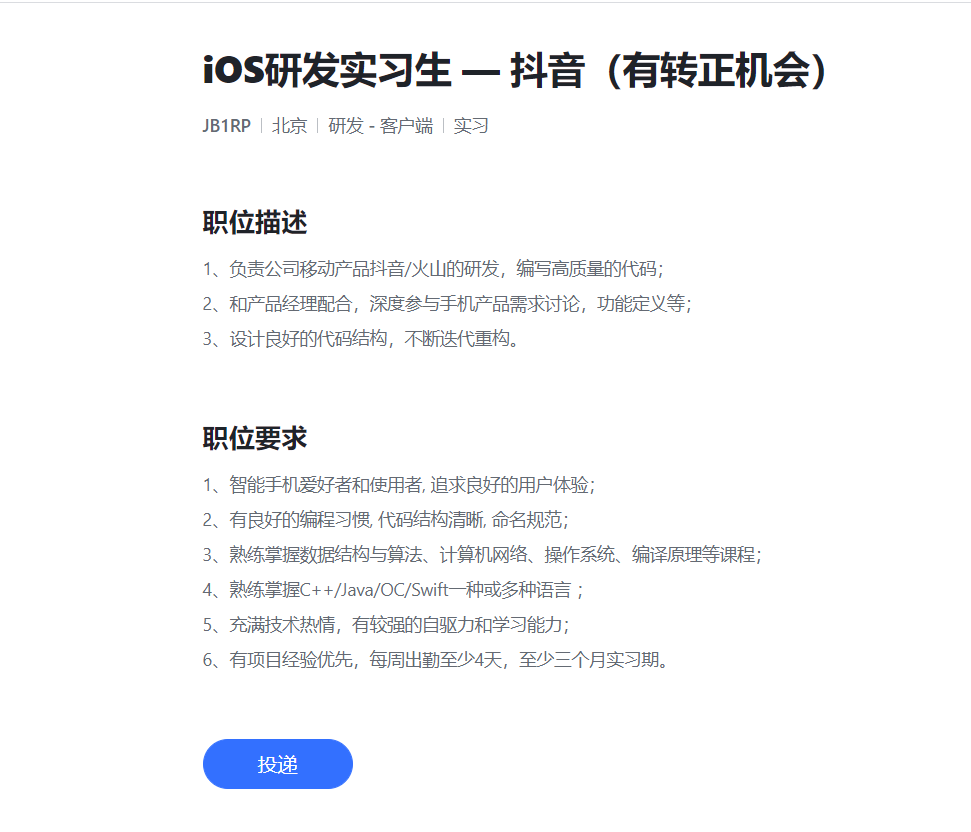 iOS研发实习生 — 抖音（有转正机会）
JB1RP | 北京 | 研发 - 客户端 | 实习
职位描述
1、负责公司移动产品抖音/火山的研发，编写高质量的代码；
2、和产品经理配合，深度参与手机产品需求讨论，功能定义等；
3、设计良好的代码结构，不断迭代重构。
职位要求
1、智能手机爱好者和使用者, 追求良好的用户体验；
2、有良好的编程习惯, 代码结构清晰, 命名规范；
3、熟练掌握数据结构与算法、计算机网络、操作系统、编译原理等课程；
4、熟练掌握C++/Java/OC/Swift一种或多种语言 ；
5、充满技术热情，有较强的自驱力和学习能力；
6、有项目经验优先，每周出勤至少4天，至少三个月实习期。
投递